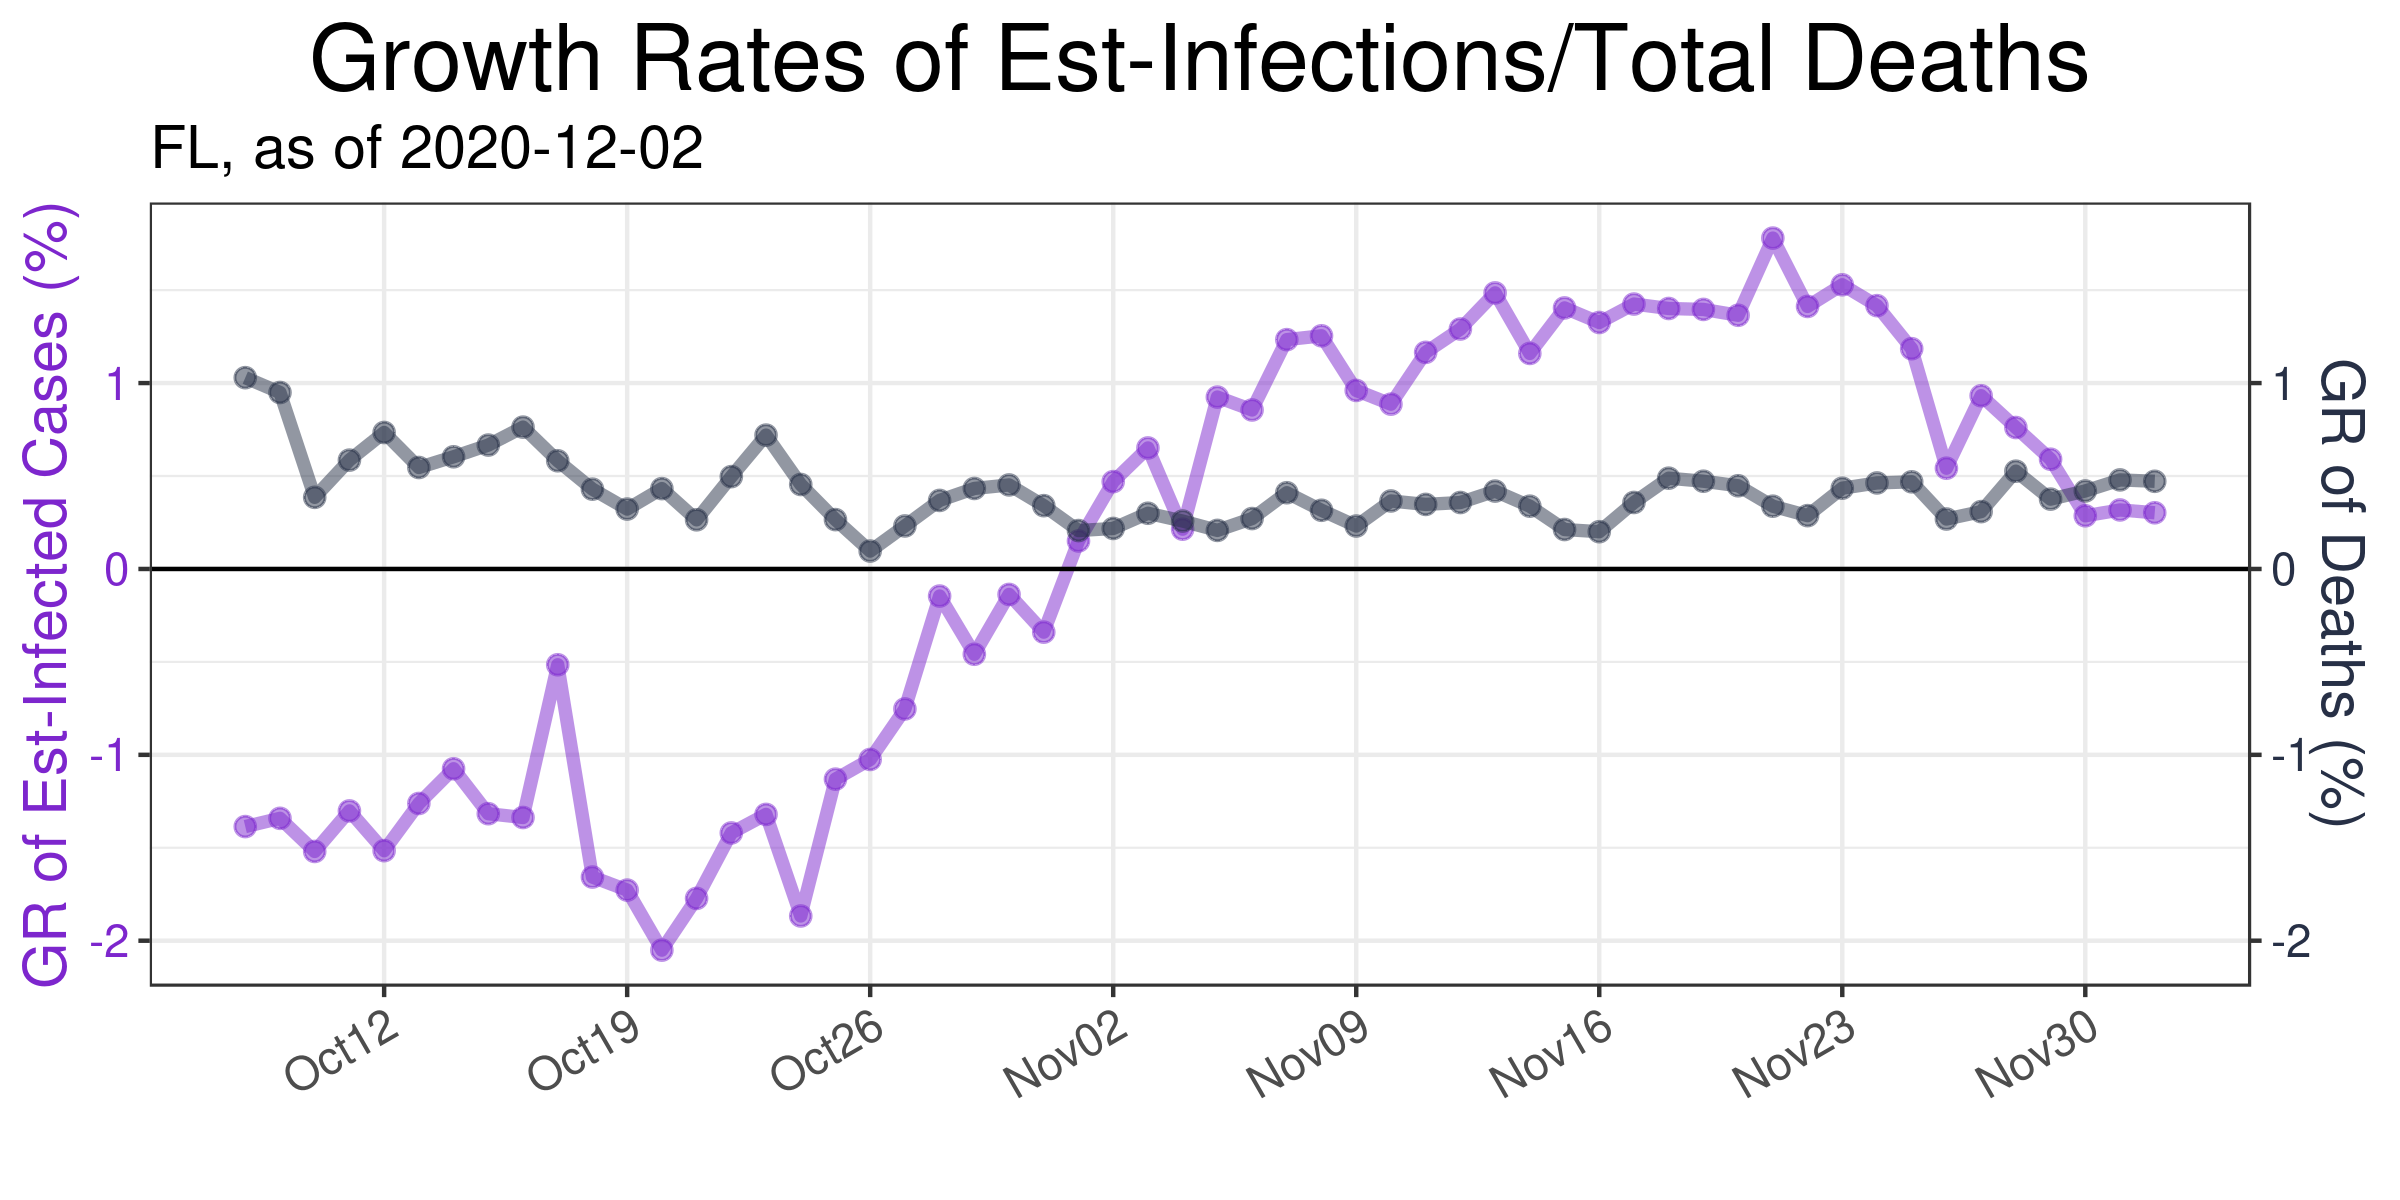 Growth Rates of Est-Infections/Total Deaths
FL, as of 2020-12-02
GR of Est-Infected Cases (%)
1
0
-1
-2
1
0
-1
-2
GR of Deaths (%)
Oct12
Oct19
Oct26
Nov02
Nov09
Nov16
Nov23
Nov30